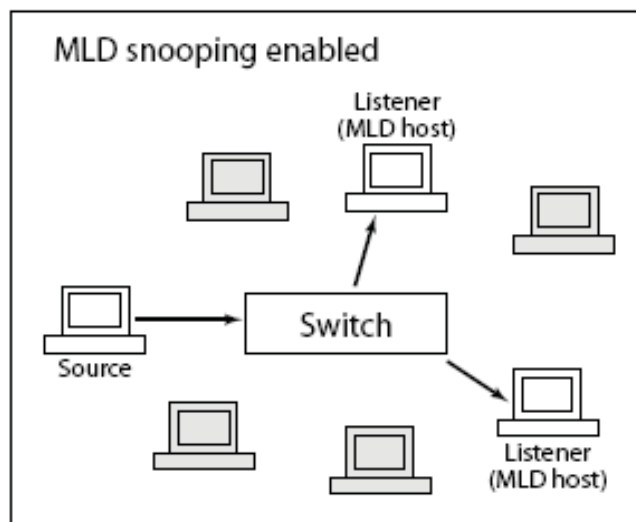 MLD snooping enabled
Listener
(MLD host)
Switch
Source
Listener
(MLD host)